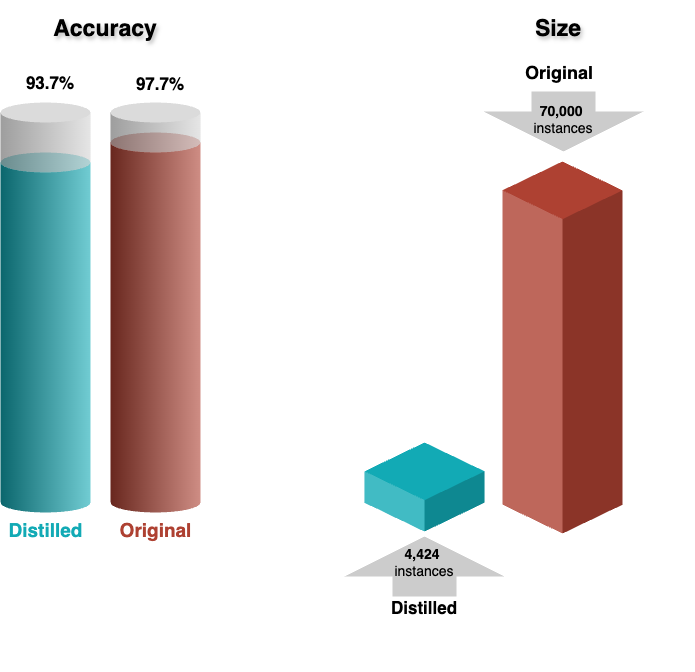 Accuracy
93.7%
97.7%
Distilled
Original
Size
Original
70,000
instances
4,424
instances
Distilled